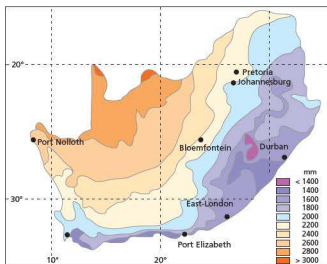 20°
Pretoria
Johannesburg
Port Nolloth
Bloemfontein
Durban
mm
< 1400
1400
1600
1800
2000
2200
2400
2600
2800
> 3000
30°
East-London
Port Elizabeth
10°
20°